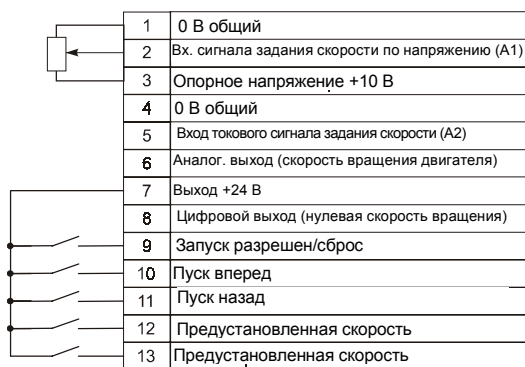 1 0 В общий
2 Вх. сигнала задания скорости по напряжению (A1)
3 Опорное напряжение +10 В
4 0 В общий
5 Вход токового сигнала задания скорости (A2)
6 Аналог. выход (скорость вращения двигателя)
7 Выход +24 В
8 Цифровой выход (нулевая скорость вращения)
9 Запуск разрешен/сброс
10 Пуск вперед
11 Пуск назад
12 Предустановленная скорость
13 Предустановленная скорость